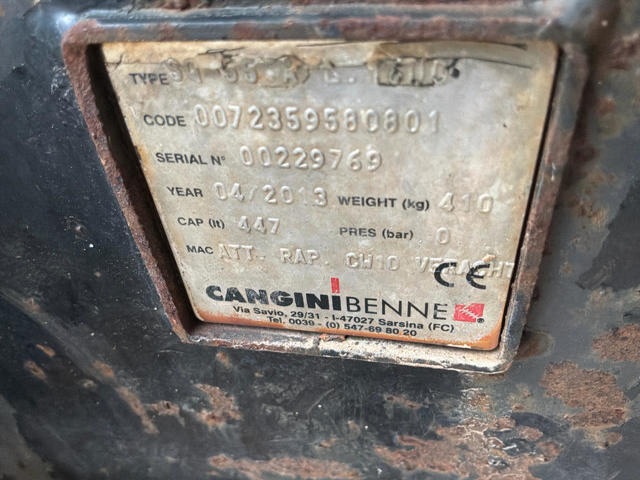 TYPE
CODE 0072359580801
SERIAL N° 00229769
YEAR 04/2013 WEIGHT (kg) 410
CAP (lt) 447 PRES (bar) 0
MAC ATT. RAP. CW10 VERACHT
CE
CANGINIBENNE
Via Savio, 29/31 - I-47027 Sarsina (FC)
Tel. 0039 - (0) 547-69 80 20